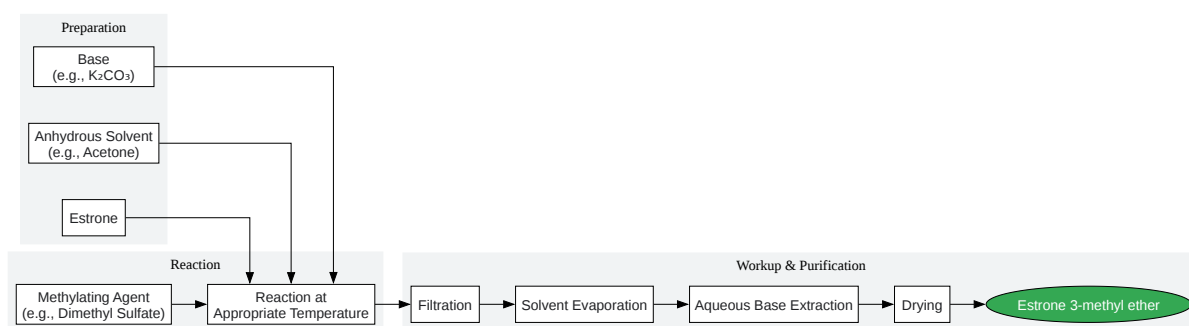 Preparation
Base
(e.g., K₂CO₃)
Anhydrous Solvent
(e.g., Acetone)
Estrone
Reaction
Methylating Agent
(e.g., Dimethyl Sulfate)
Reaction at
Appropriate Temperature
Workup & Purification
Filtration
Solvent Evaporation
Aqueous Base Extraction
Drying
Estrone 3-methyl ether